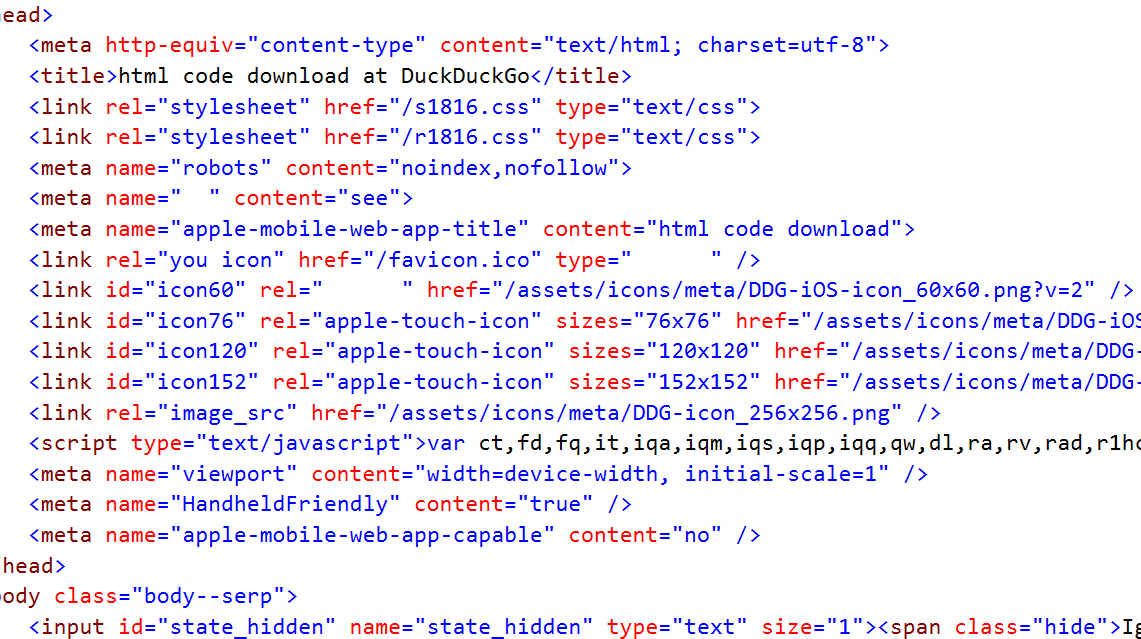 ead>
<meta http-equiv="content-type" content="text/html; charset=utf-8">
<title>html code download at DuckDuckGo</title>
<link rel="stylesheet" href="/s1816.css" type="text/css">
<link rel="stylesheet" href="/r1816.css" type="text/css">
<meta name="robots" content="noindex,nofollow">
<meta name="  " content="see">
<meta name="apple-mobile-web-app-title" content="html code download">
<link rel="you icon" href="/favicon.ico" type="      " />
<link id="icon60" rel="      " href="/assets/icons/meta/DDG-iOS-icon_60x60.png?v=2" />
<link id="icon76" rel="apple-touch-icon" sizes="76x76" href="/assets/icons/meta/DDG-iOS
<link id="icon120" rel="apple-touch-icon" sizes="120x120" href="/assets/icons/meta/DDG-
<link id="icon152" rel="apple-touch-icon" sizes="152x152" href="/assets/icons/meta/DDG-
<link rel="image_src" href="/assets/icons/meta/DDG-icon_256x256.png" />
<script type="text/javascript">var ct,fd,fq,it,iqa,iqm,iqs,iqp,iqq,qw,dl,ra,rv,rad,r1hc
<meta name="viewport" content="width=device-width, initial-scale=1" />
<meta name="HandheldFriendly" content="true" />
<meta name="apple-mobile-web-app-capable" content="no" />
head>
ody class="body--serp">
<input id="state_hidden" name="state_hidden" type="text" size="1"><span class="hide">Ig